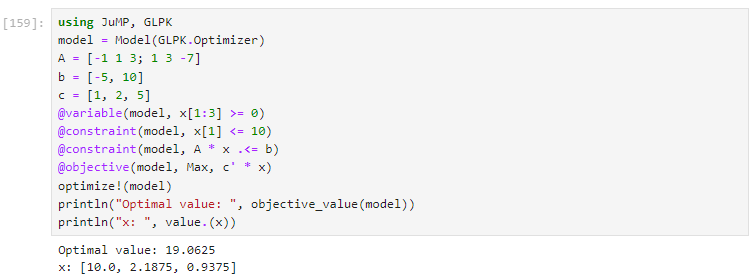 [159]: using JuMP, GLPK
model = Model(GLPK.Optimizer)
A = [-1 1 3; 1 3 -7]
b = [-5, 10]
c = [1, 2, 5]
@variable(model, x[1:3] >= 0)
@constraint(model, x[1] <= 10)
@constraint(model, A * x .<= b)
@objective(model, Max, c' * x)
optimize!(model)
println("Optimal value: ", objective_value(model))
println("x: ", value.(x))
Optimal value: 19.0625
x: [10.0, 2.1875, 0.9375]